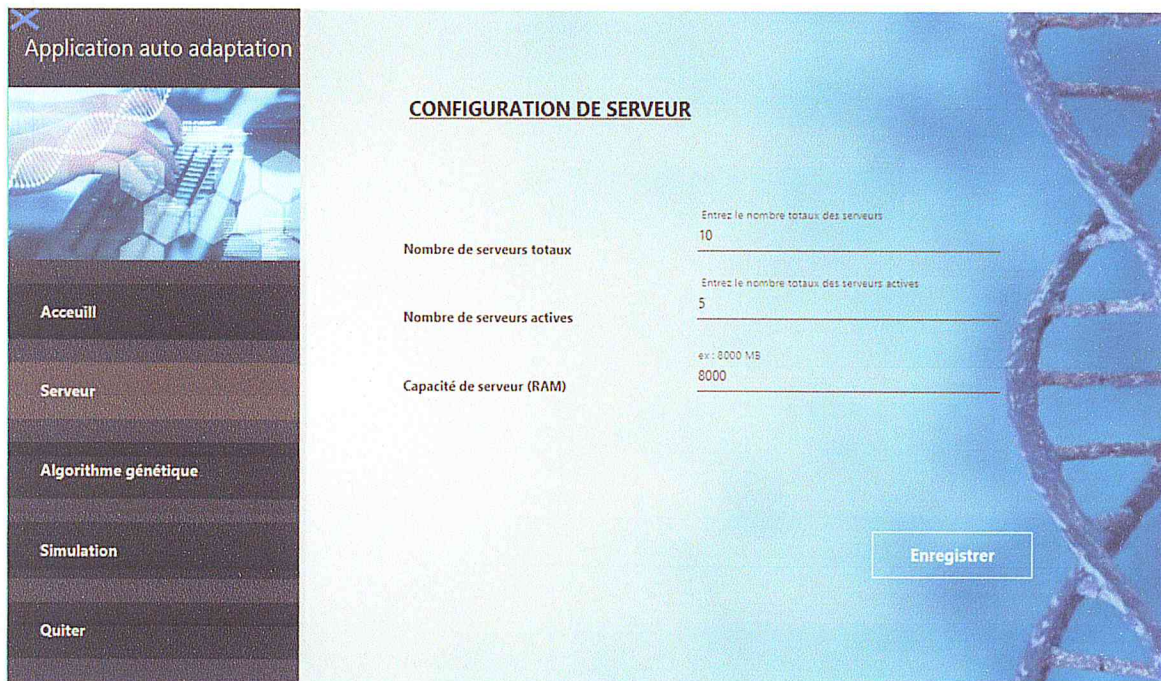 Application auto adaptation
Acceuill
Serveur
Algorithme génétique
Simulation
Quiter
CONFIGURATION DE SERVEUR
Entrez le nombre totaux des serveurs
Nombre de serveurs totaux
10
Entrez le nombre totaux des serveurs actives
Nombre de serveurs actives
5
ex : 8000 MB
Capacité de serveur (RAM)
8000
Enregistrer